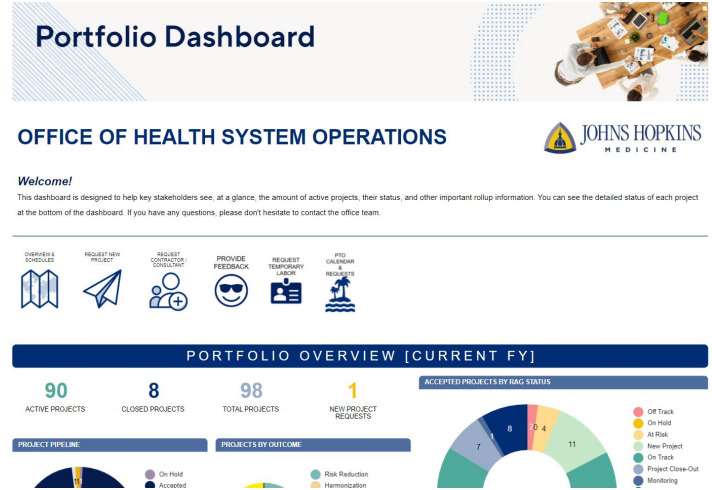 Portfolio Dashboard
OFFICE OF HEALTH SYSTEM OPERATIONS
JOHNS HOPKINS
MEDICINE
Welcome!
This dashboard is designed to help key stakeholders see, at a glance, the amount of active projects, their status, and other important rollup information. You can see the detailed status of each project
at the bottom of the dashboard. If you have any questions, please don't hesitate to contact the office team.
OVERVIEW &
SCHEDULES
REQUEST NEW
PROJECT
REQUEST
CONTRACTOR /
CONSULTANT
PROVIDE
FEEDBACK
REQUEST
TEMPORARY
LABOR
PTO
CALENDAR
&
REQUESTS
PORTFOLIO OVERVIEW [CURRENT FY]
90
ACTIVE PROJECTS
8
CLOSED PROJECTS
98
TOTAL PROJECTS
1
NEW PROJECT
REQUESTS
ACCEPTED PROJECTS BY RAG STATUS
7
1
8
2
0
4
11
Off Track
On Hold
At Risk
New Project
On Track
Project Close-Out
Monitoring
PROJECT PIPELINE
1
1
On Hold
Accepted
PROJECTS BY OUTCOME
Risk Reduction
Harmonization